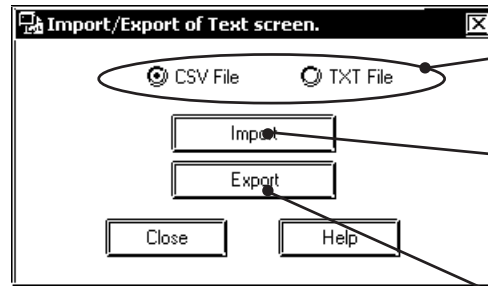 Import/Export of Text screen.
CSV File TXT File
Import
Export
Close Help